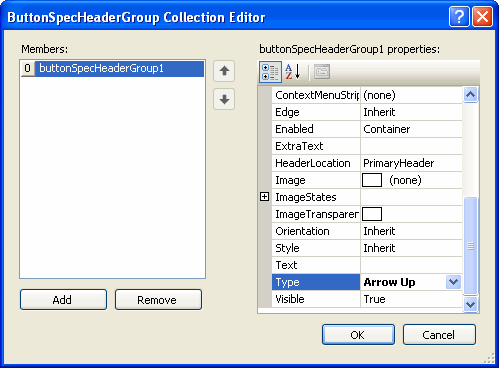 ButtonSpecHeaderGroup Collection Editor
Members:
0 buttonSpecHeaderGroup1
Add Remove
buttonSpecHeaderGroup1 properties:
ContextMenuStrip (none)
Edge Inherit
Enabled Container
ExtraText
HeaderLocation PrimaryHeader
Image (none)
ImageStates
ImageTransparen
Orientation Inherit
Style Inherit
Text
Type Arrow Up
Visible True
OK Cancel